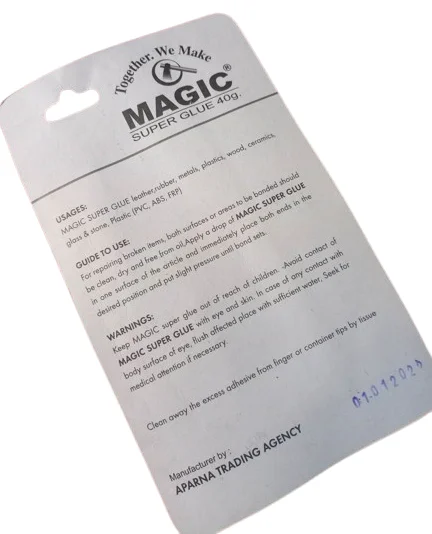 Together. We Make
MAGIC®
SUPER GLUE 40g.
USAGES:
MAGIC SUPER GLUE leather,rubber, metals, plastics, wood, ceramics,
glass & stone, Plastic (PVC, ABS, FRP)
GUIDE TO USE:
For repairing broken items, both surfaces or areas to be bonded should
be clean, dry and free from oil.Apply a drop of MAGIC SUPER GLUE
in one surface of the article and immediately place both ends in the
desired position and put slight pressure until bond sets.
WARNINGS:
Keep MAGIC super glue out of reach of children. Avoid contact of
MAGIC SUPER GLUE with eye and skin. In case of any contact with
body surface of eye, flush affected place with sufficient water. Seek for
medical attention if necessary.
Clean away the excess adhesive from finger or container tips by tissue
Manufacturer by :
APARNA TRADING AGENCY